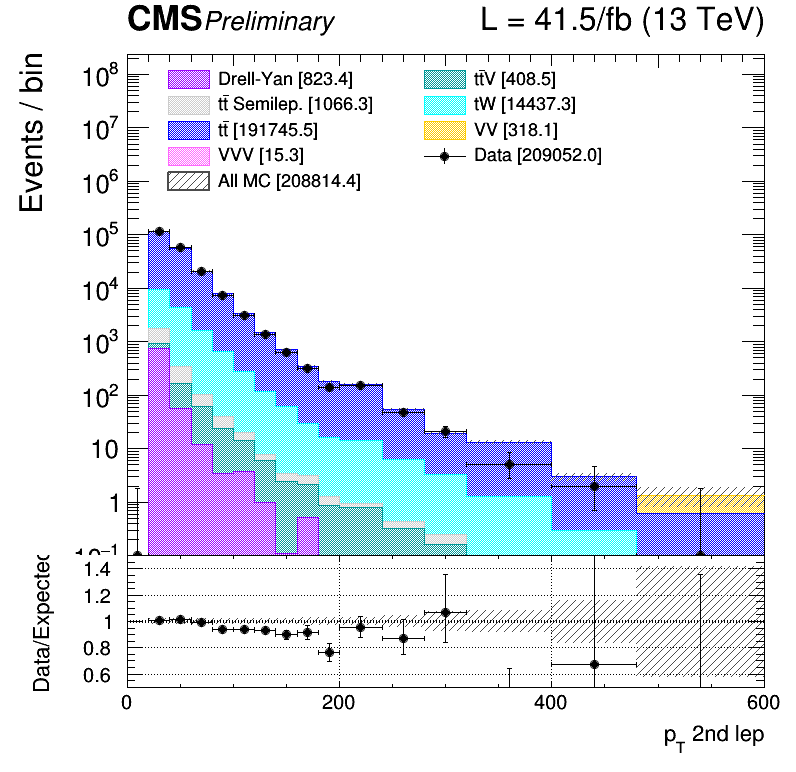 CMS Preliminary L = 41.5/fb (13 TeV)
Events / bin
Drell-Yan [823.4]
tt̄V [408.5]
tt̄ Semilep. [1066.3]
tW [14437.3]
tt̄ [191745.5]
VV [318.1]
VVV [15.3]
Data [209052.0]
All MC [208814.4]
10⁸
10⁷
10⁶
10⁵
10⁴
10³
10²
10
1
10⁻¹
Data/Expected
1.4
1.2
1
0.8
0.6
0 200 400 600
p_T 2nd lep